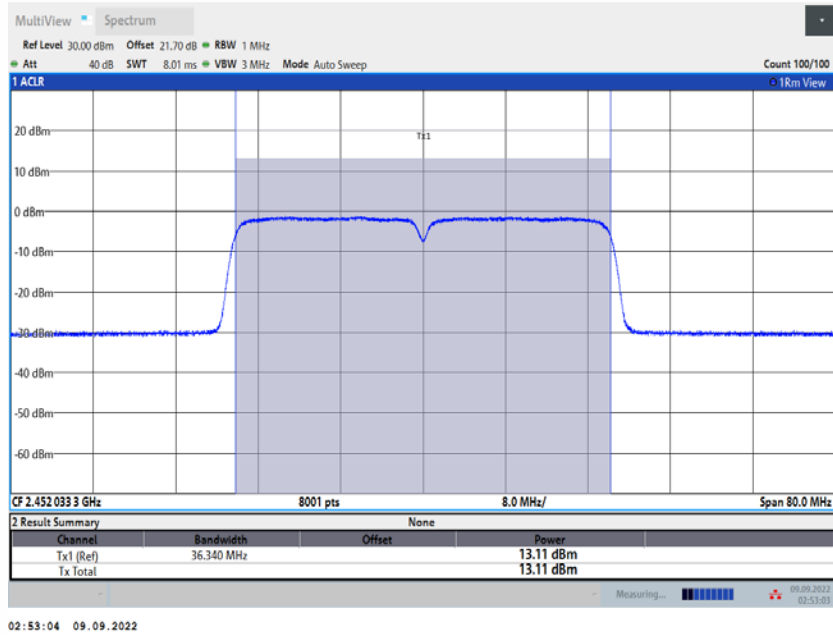 MultiView Spectrum
Ref Level 30.00 dBm Offset 21.70 dB RBW 1 MHz
Att 40 dB SWT 8.01 ms VBW 3 MHz Mode Auto Sweep Count 100/100
1 ACLR 1Rm View
20 dBm
Tx1
10 dBm
0 dBm
-10 dBm
-20 dBm
-30 dBm
-40 dBm
-50 dBm
-60 dBm
CF 2.452 033 3 GHz 8001 pts 8.0 MHz/ Span 80.0 MHz
2 Result Summary None
Channel Bandwidth Offset Power
Tx1 (Ref) 36.340 MHz 13.11 dBm
Tx Total 13.11 dBm
Measuring... 09.09.2022
02:53:03
02:53:04 09.09.2022